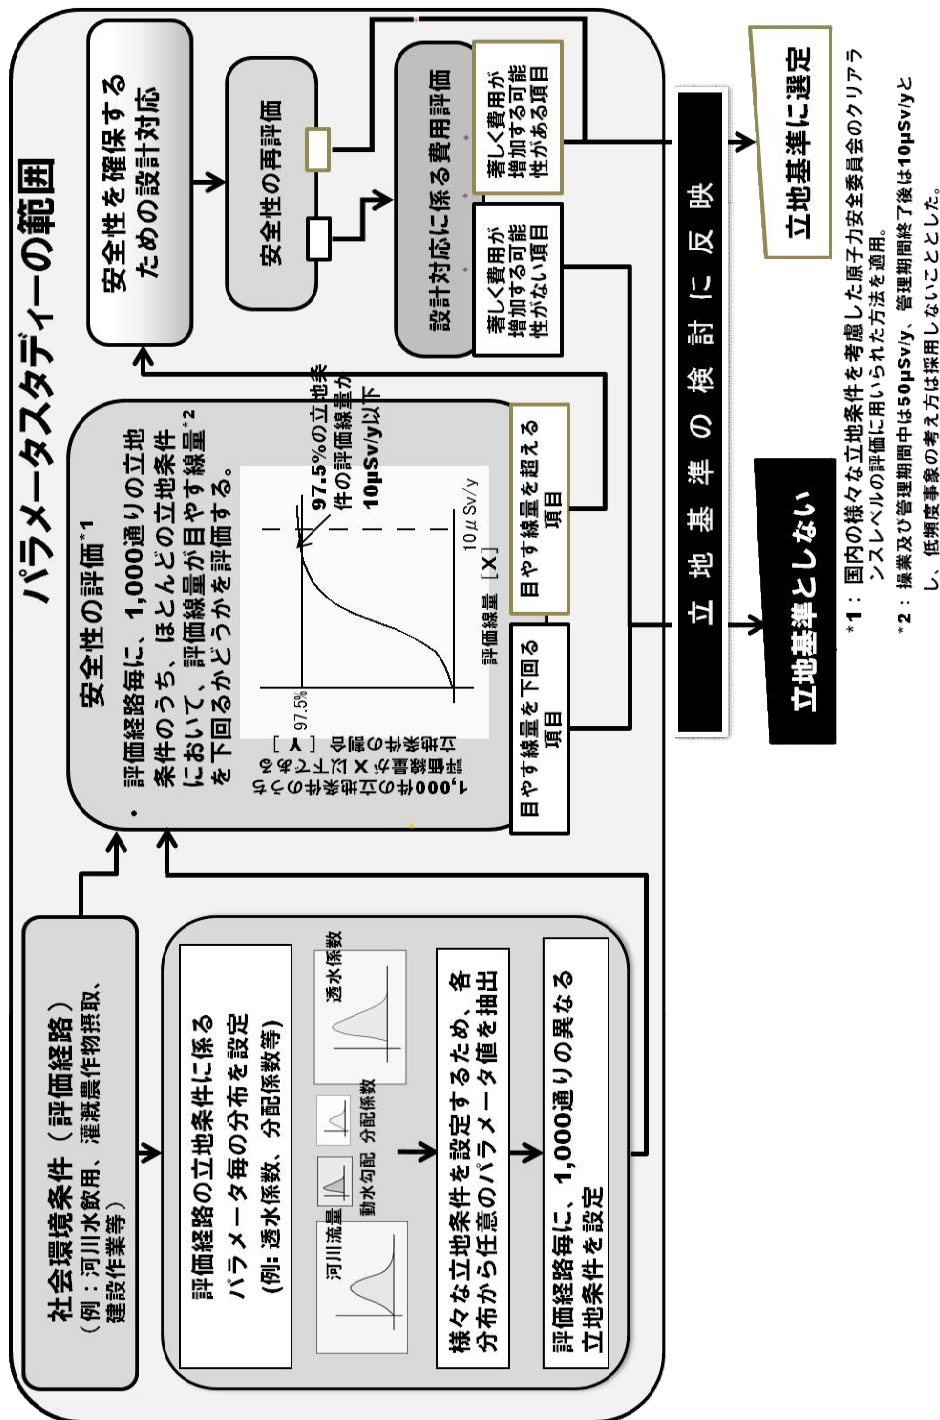 パラメータスタディーの範囲
社会環境条件（評価経路）
（例：河川水飲用、灌漑農作物摂取、
建設作業等）
評価経路の立地条件に係る
パラメータ毎の分布を設定
(例: 透水係数、分配係数等)
河川流量
動水勾配
分配係数
透水係数
様々な立地条件を設定するため、各
分布から任意のパラメータ値を抽出
評価経路毎に、1,000通りの異なる
立地条件を設定
安全性の評価*1
• 評価経路毎に、1,000通りの立地
条件のうち、ほとんどの立地条件
において、評価線量が目やす線量*2
を下回るかどうかを評価する。
1,000件の立地条件のうち
評価線量が X 以下である
立地条件の割合 [ Y ]
97.5%
97.5%の立地条
件の評価線量が
10μSv/y以下
10μSv/y
評価線量 [X]
目やす線量を下回る
項目
目やす線量を超える
項目
安全性を確保する
ための設計対応
安全性の再評価
設計対応に係る費用評価
著しく費用が
増加する可能
性がない項目
著しく費用が
増加する可能
性がある項目
立地基準の検討に反映
立地基準としない
立地基準に選定
*1： 国内の様々な立地条件を考慮した原子力安全委員会のクリアラ
ンスレベルの評価に用いられた方法を適用。
*2： 操業及び管理期間中は50μSv/y、管理期間終了後は10μSv/yと
し、低頻度事象の考え方は採用しないこととした。